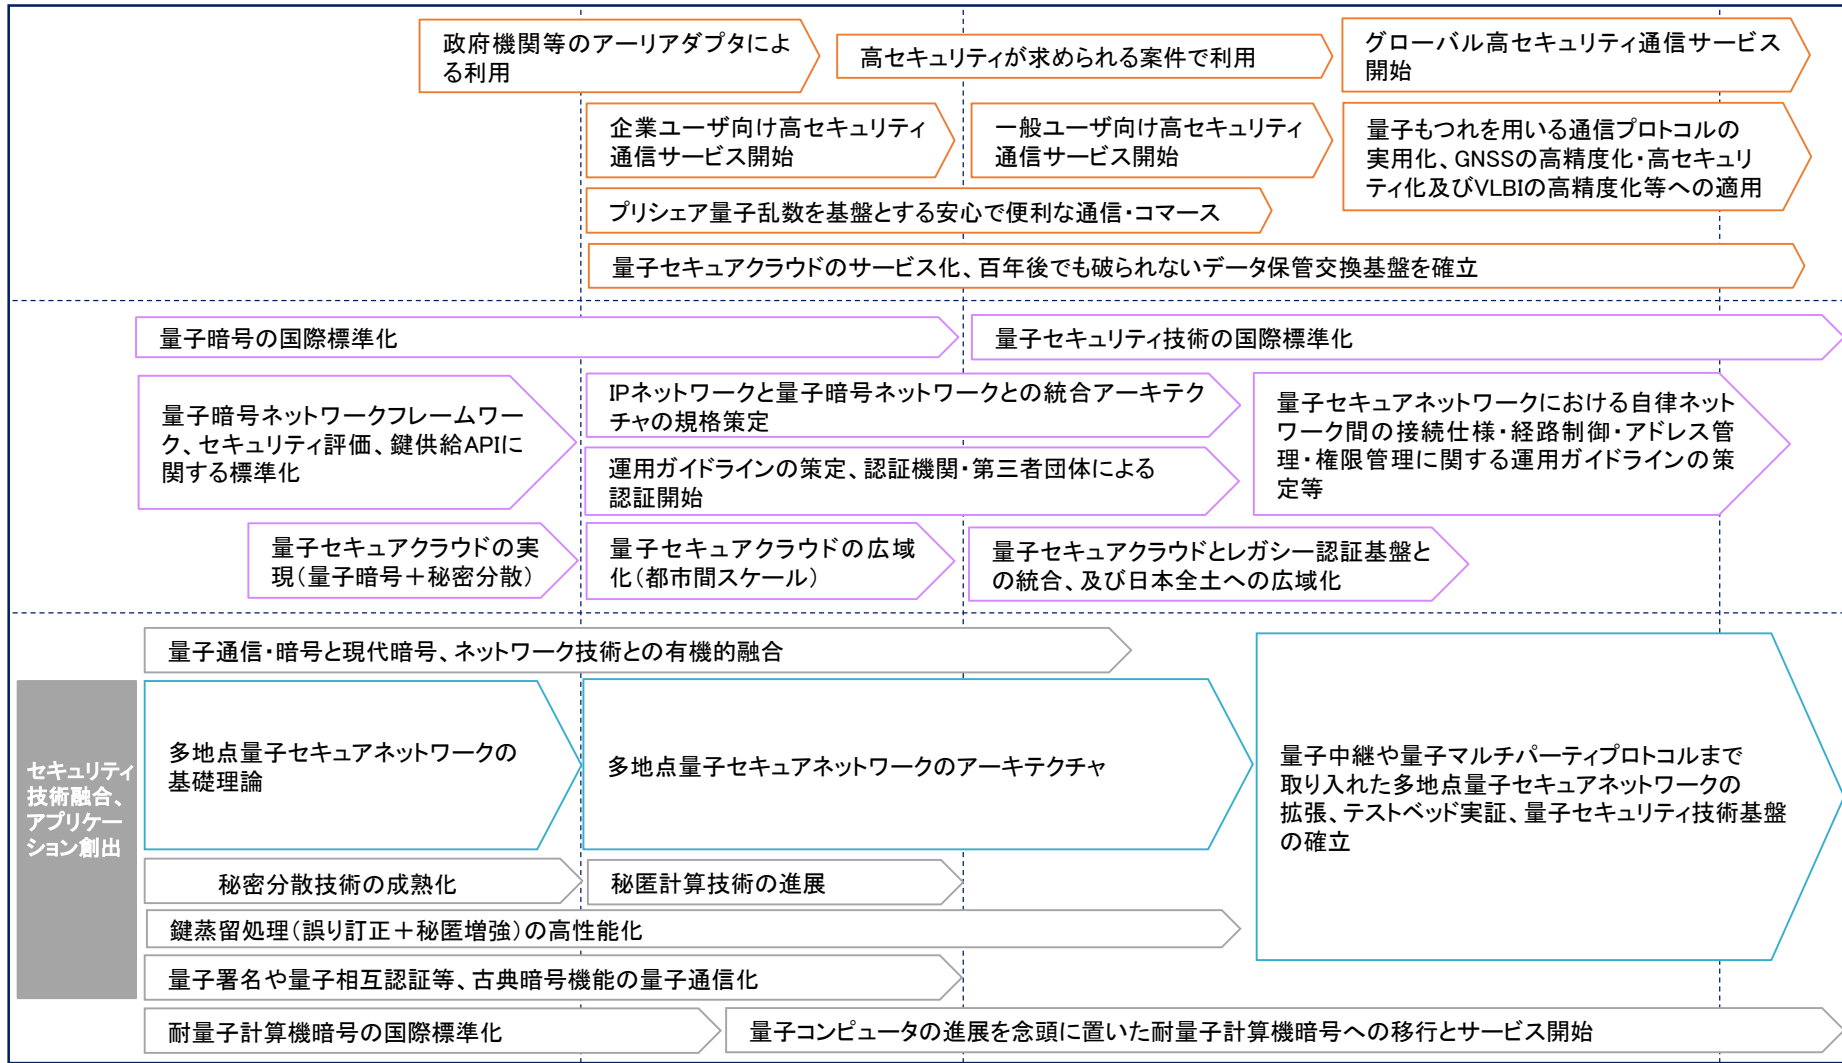 政府機関等のアーリアダプタによ
る利用
高セキュリティが求められる案件で利用
グローバル高セキュリティ通信サービス
開始
企業ユーザ向け高セキュリティ
通信サービス開始
一般ユーザ向け高セキュリティ
通信サービス開始
量子もつれを用いる通信プロトコルの
実用化、GNSSの高精度化・高セキュリ
ティ化及びVLBIの高精度化等への適用
プリシェア量子乱数を基盤とする安心で便利な通信・コマース
量子セキュアクラウドのサービス化、百年後でも破られないデータ保管交換基盤を確立
量子暗号の国際標準化
量子セキュリティ技術の国際標準化
量子暗号ネットワークフレームワー
ク、セキュリティ評価、鍵供給APIに
関する標準化
IPネットワークと量子暗号ネットワークとの統合アーキテク
チャの規格策定
運用ガイドラインの策定、認証機関・第三者団体による
認証開始
量子セキュアネットワークにおける自律ネット
ワーク間の接続仕様・経路制御・アドレス管
理・権限管理に関する運用ガイドラインの策
定等
量子セキュアクラウドの実
現（量子暗号＋秘密分散）
量子セキュアクラウドの広域
化（都市間スケール）
量子セキュアクラウドとレガシー認証基盤と
の統合、及び日本全土への広域化
量子通信・暗号と現代暗号、ネットワーク技術との有機的融合
セキュリティ
技術融合、
アプリケー
ション創出
多地点量子セキュアネットワークの
基礎理論
多地点量子セキュアネットワークのアーキテクチャ
量子中継や量子マルチパーティプロトコルまで
取り入れた多地点量子セキュアネットワークの
拡張、テストベッド実証、量子セキュリティ技術基盤
の確立
秘密分散技術の成熟化
秘匿計算技術の進展
鍵蒸留処理（誤り訂正＋秘匿増強）の高性能化
量子署名や量子相互認証等、古典暗号機能の量子通信化
耐量子計算機暗号の国際標準化
量子コンピュータの進展を念頭に置いた耐量子計算機暗号への移行とサービス開始